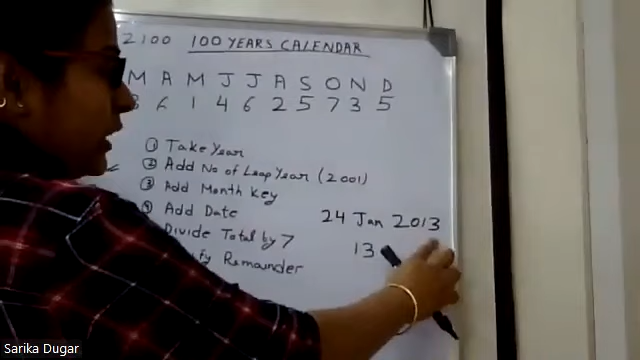 2100 100 YEARS CALENDAR
M A M J J A S O N D
6 1 4 6 2 5 7 3 5
① Take Year
② Add No of Leap Year (2001)
③ Add Month Key
Add Date
24 Jan 2013
Divide Total by 7
13
Remaunder
Sarika Dugar